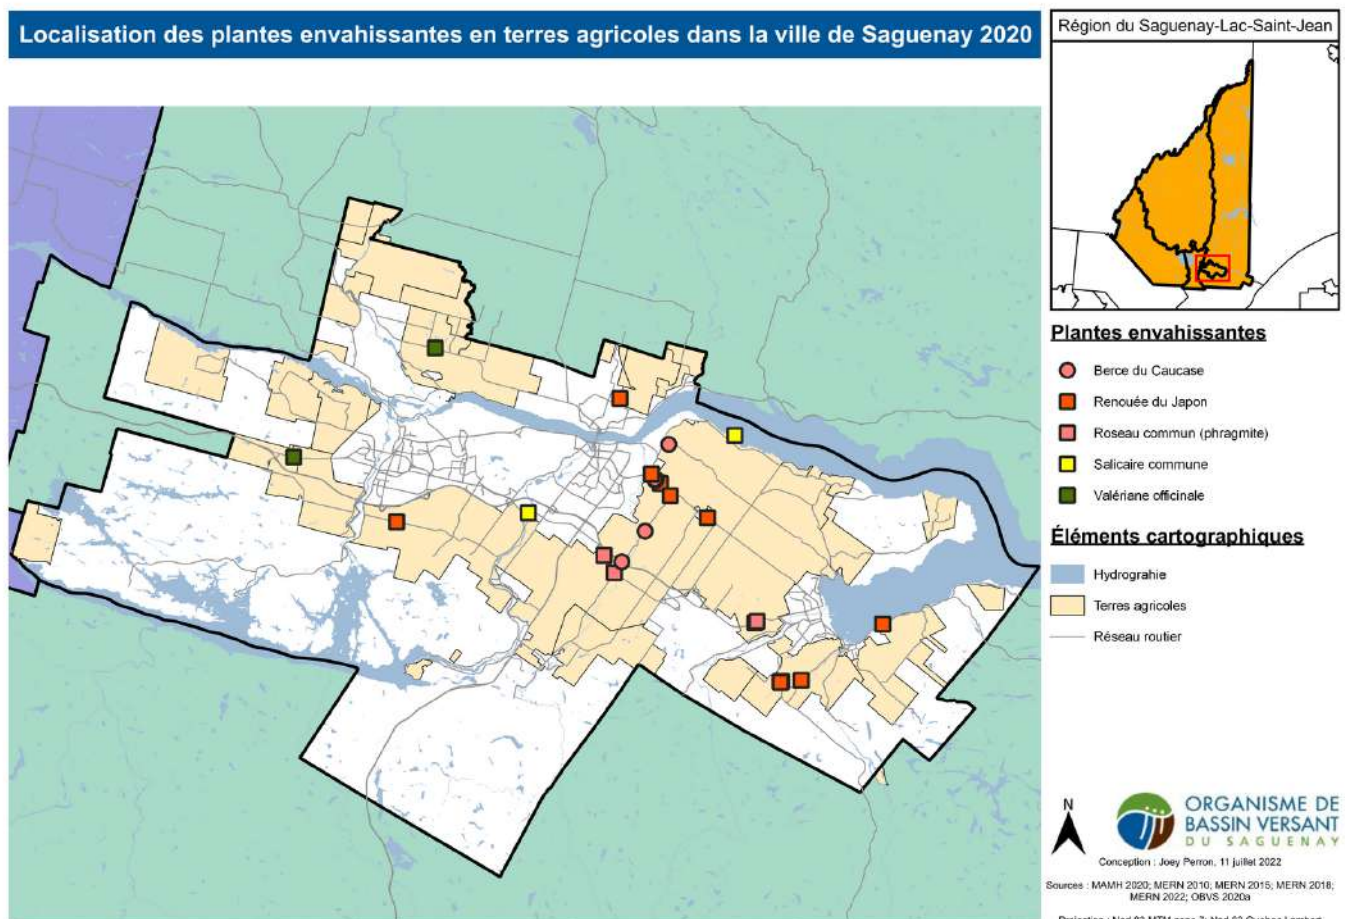 Localisation des plantes envahissantes en terres agricoles dans la ville de Saguenay 2020
Région du Saguenay-Lac-Saint-Jean
Plantes envahissantes
Berce du Caucase
Renouée du Japon
Roseau commun (phragmite)
Salicaire commune
Valériane officinale
Éléments cartographiques
Hydrograhie
Terres agricoles
Réseau routier
N
ORGANISME DE
BASSIN VERSANT
DU SAGUENAY
Conception : Joey Perron, 11 juillet 2022
Sources : MAMH 2020; MERN 2010; MERN 2015; MERN 2018;
MERN 2022; OBVS 2020a